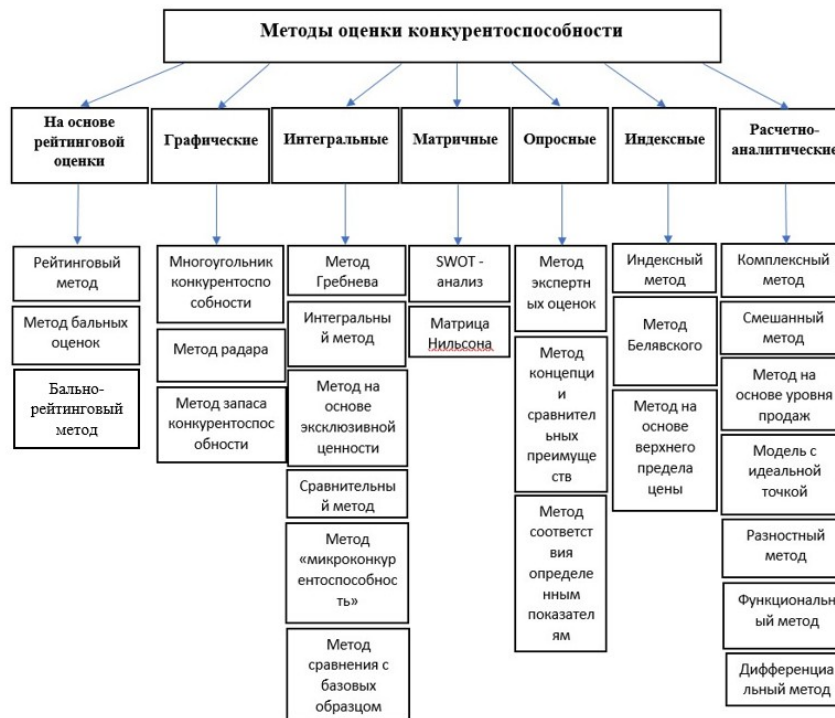 Методы оценки конкурентоспособности
На основе
рейтинговой
оценки
Графические
Интегральные
Матричные
Опросные
Индексные
Расчетно-
аналитические
Рейтинговый
метод
Метод бальных
оценок
Бально-
рейтинговый
метод
Многоугольник
конкурентоспо
собности
Метод радара
Метод запаса
конкурентоспос
обности
Метод
Гребнева
Интегральны
й метод
Метод на
основе
эксклюзивной
ценности
Сравнительны
й метод
Метод
«микроконкур
ентоспособнос
ть»
Метод
сравнения с
базовых
образцом
SWOT -
анализ
Матрица
Нильсона
Метод
экспертн
ых оценок
Метод
концепци
и
сравнител
ьных
преимуще
ств
Метод
соответст
вия
определе
нным
показател
ям
Индексный
метод
Метод
Белявского
Метод на
основе
верхнего
предела
цены
Комплексный
метод
Смешанный
метод
Метод на
основе уровня
продаж
Модель с
идеальной
точкой
Разностный
метод
Функциональн
ый метод
Дифференциа
льный метод